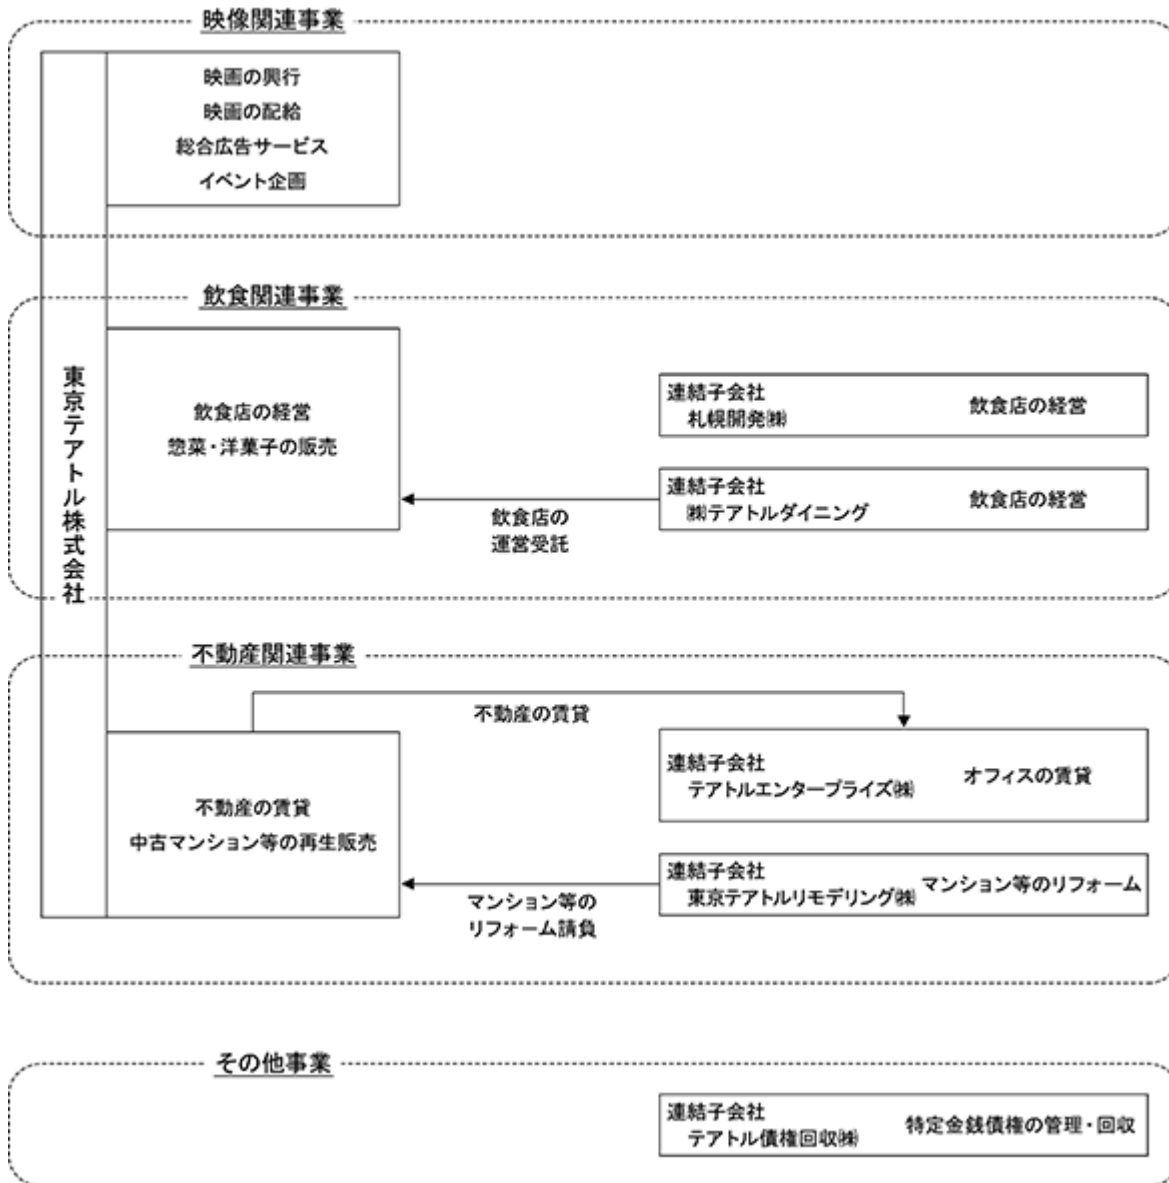 映像関連事業
映画の興行
映画の配給
総合広告サービス
イベント企画
東京テアトル株式会社
飲食関連事業
飲食店の経営
惣菜・洋菓子の販売
連結子会社
札幌開発㈱
飲食店の経営
連結子会社
㈱テアトルダイニング
飲食店の経営
飲食店の
運営受託
不動産関連事業
不動産の賃貸
不動産の賃貸
中古マンション等の再生販売
連結子会社
テアトルエンタープライズ㈱
オフィスの賃貸
連結子会社
東京テアトルリモデリング㈱
マンション等のリフォーム
マンション等の
リフォーム請負
その他事業
連結子会社
テアトル債権回収㈱
特定金銭債権の管理・回収